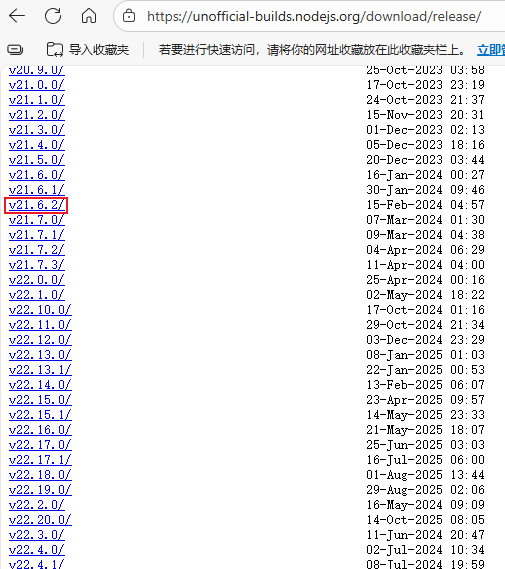 https://unofficial-builds.nodejs.org/download/release/
导入收藏夹 若要进行快速访问，请将你的网址收藏放在此收藏夹栏上。 立即管
v20.9.0/ 25-Oct-2023 03:58
v21.0.0/ 17-Oct-2023 23:19
v21.1.0/ 24-Oct-2023 21:37
v21.2.0/ 15-Nov-2023 20:31
v21.3.0/ 01-Dec-2023 02:13
v21.4.0/ 05-Dec-2023 18:16
v21.5.0/ 20-Dec-2023 03:44
v21.6.0/ 16-Jan-2024 00:27
v21.6.1/ 30-Jan-2024 09:46
v21.6.2/ 15-Feb-2024 04:57
v21.7.0/ 07-Mar-2024 01:30
v21.7.1/ 09-Mar-2024 04:38
v21.7.2/ 04-Apr-2024 06:29
v21.7.3/ 11-Apr-2024 04:00
v22.0.0/ 25-Apr-2024 00:16
v22.1.0/ 02-May-2024 18:22
v22.10.0/ 17-Oct-2024 01:16
v22.11.0/ 29-Oct-2024 21:34
v22.12.0/ 03-Dec-2024 23:29
v22.13.0/ 08-Jan-2025 01:03
v22.13.1/ 22-Jan-2025 00:53
v22.14.0/ 13-Feb-2025 06:07
v22.15.0/ 23-Apr-2025 09:57
v22.15.1/ 14-May-2025 23:33
v22.16.0/ 21-May-2025 18:07
v22.17.0/ 25-Jun-2025 03:03
v22.17.1/ 16-Jul-2025 06:00
v22.18.0/ 01-Aug-2025 13:44
v22.19.0/ 29-Aug-2025 02:06
v22.2.0/ 16-May-2024 09:09
v22.20.0/ 14-Oct-2025 08:05
v22.3.0/ 11-Jun-2024 20:47
v22.4.0/ 02-Jul-2024 10:34
v22.4.1/ 08-Jul-2024 19:59